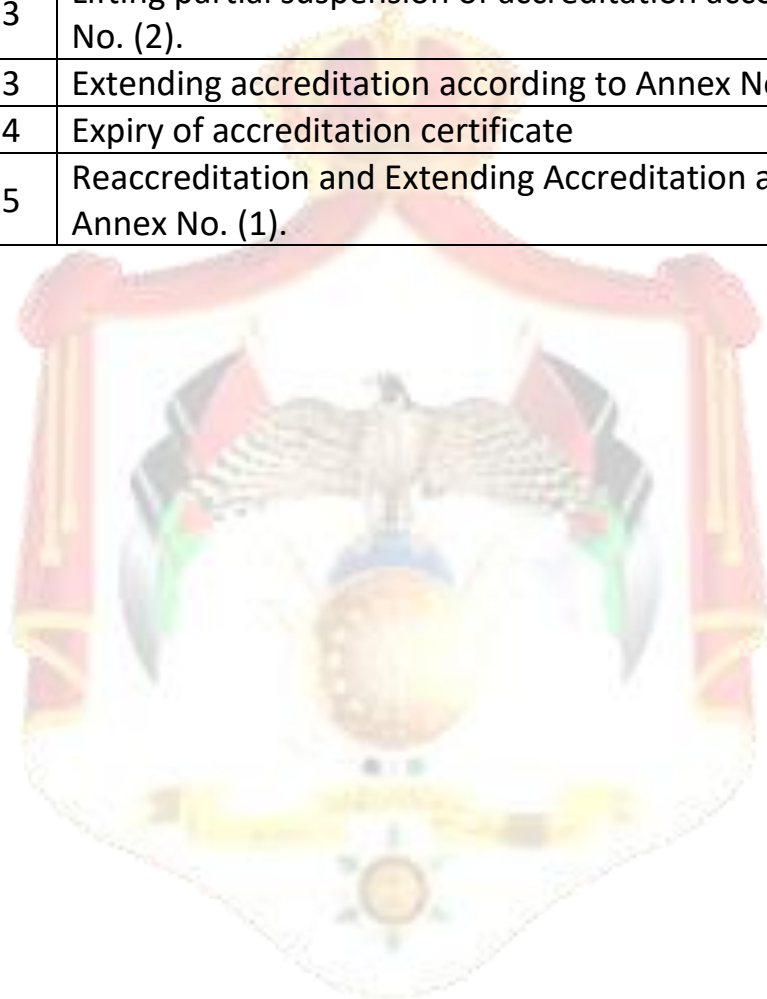 3 Lifting partial suspension of accreditation
No. (2).
3 Extending accreditation according to Annex
4 Expiry of accreditation certificate
5 Reaccreditation and Extending Accreditation
Annex No. (1).